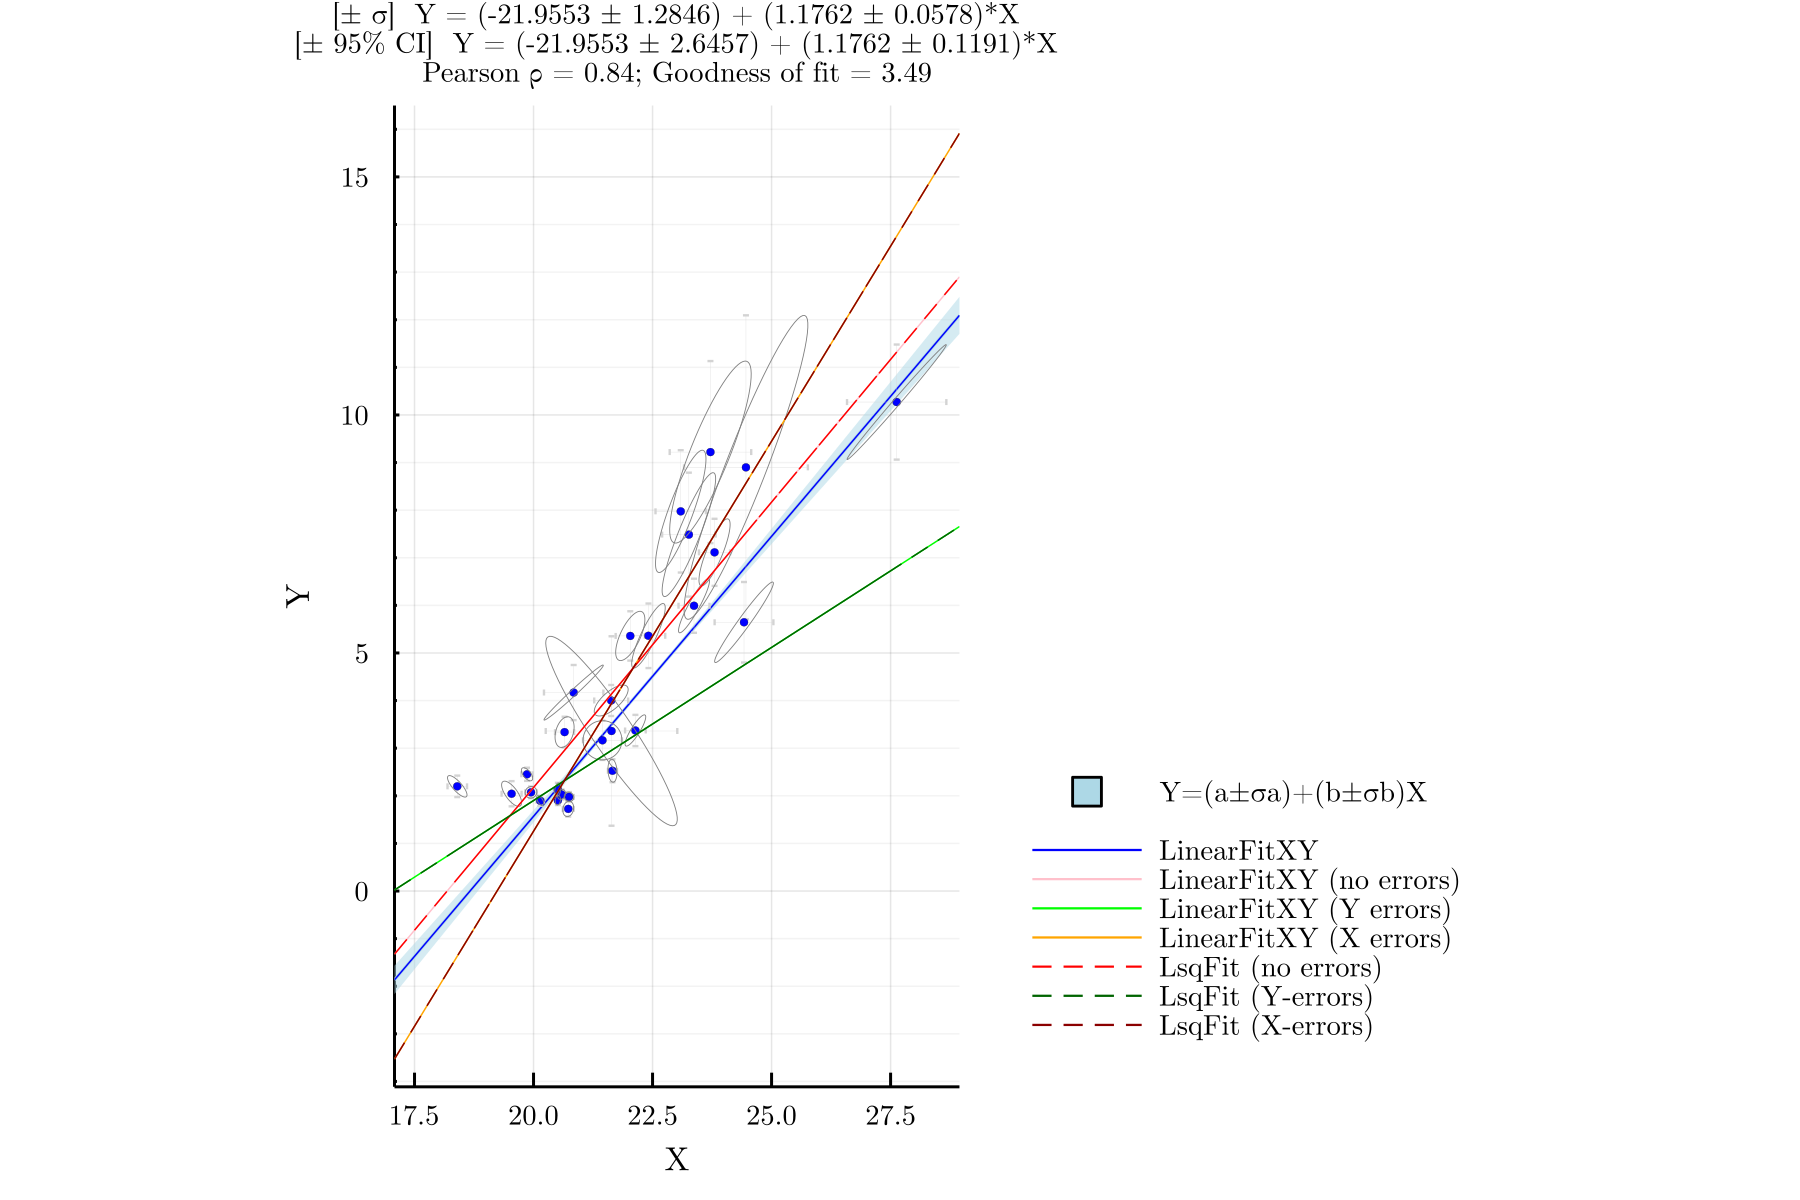 [± σ]  Y = (-21.9553 ± 1.2846) + (1.1762 ± 0.0578)*X
[± 95% CI]  Y = (-21.9553 ± 2.6457) + (1.1762 ± 0.1191)*X
Pearson ρ = 0.84; Goodness of fit = 3.49
15
10
5
0
Y
17.5 20.0 22.5 25.0 27.5
X
Y=(a±σa)+(b±σb)X
LinearFitXY
LinearFitXY (no errors)
LinearFitXY (Y errors)
LinearFitXY (X errors)
LsqFit (no errors)
LsqFit (Y-errors)
LsqFit (X-errors)